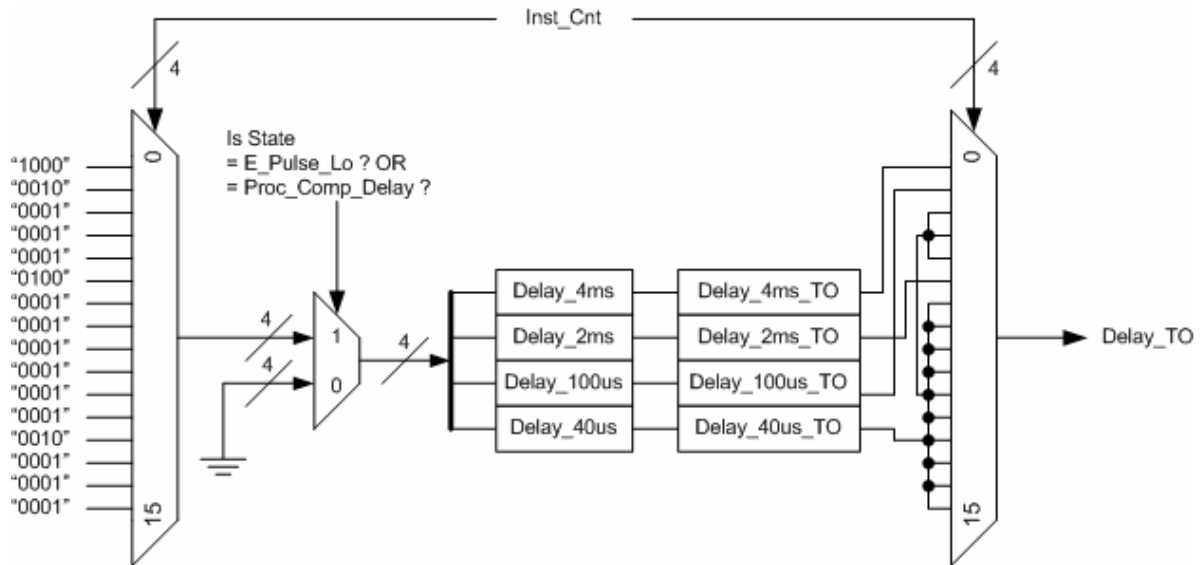 Inst_Cnt
4
4
0
0
Is State
= E_Pulse_Lo ? OR
= Proc_Comp_Delay ?
“1000”
“0010”
“0001”
“0001”
“0001”
“0100”
“0001”
“0001”
“0001”
“0001”
“0001”
“0001”
“0010”
“0001”
“0001”
“0001”
4
1
4
0
4
Delay_4ms
Delay_4ms_TO
Delay_2ms
Delay_2ms_TO
Delay_100us
Delay_100us_TO
Delay_40us
Delay_40us_TO
Delay_TO
15
15